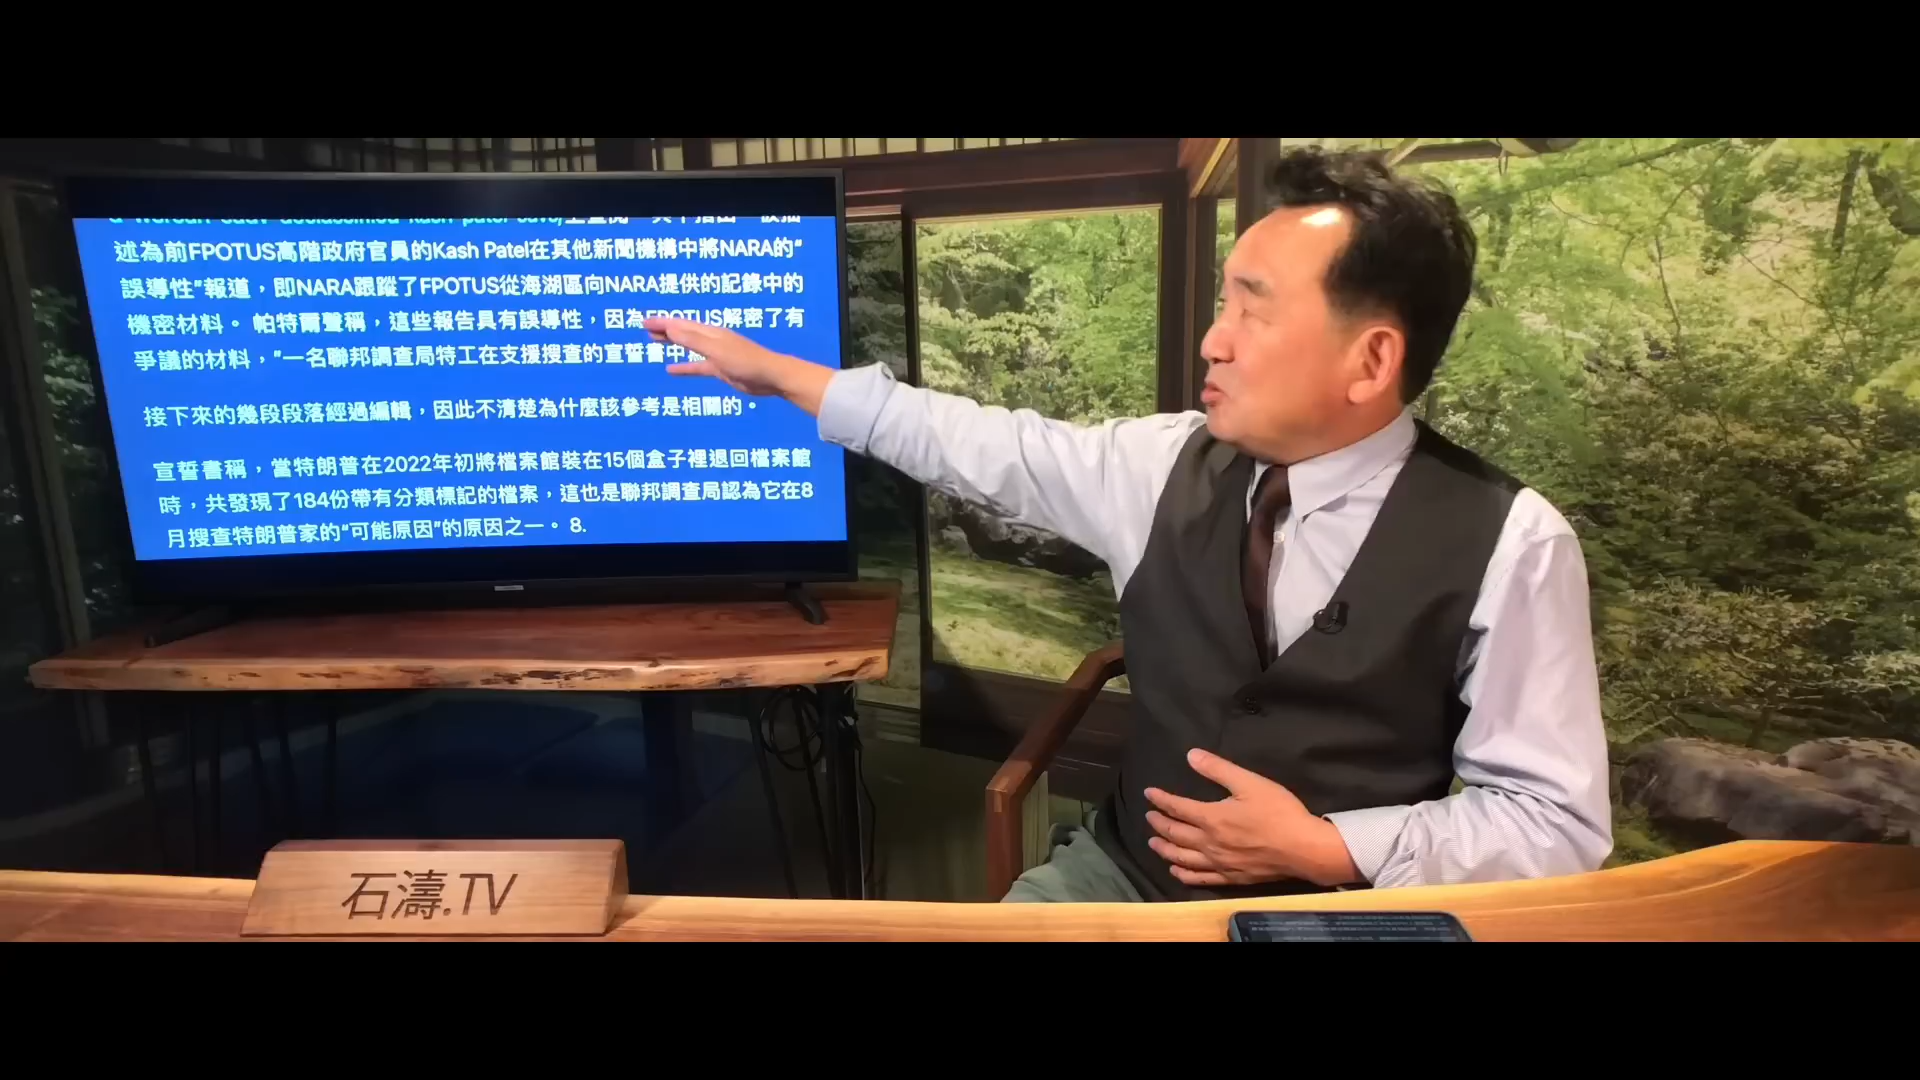 述為前FPOTUS高階政府官員的Kash Patel在其他新聞機構中將NARA的“
誤導性”報道，即NARA跟蹤了FPOTUS從海湖區向NARA提供的記錄中的
機密材料。 帕特爾聲稱，這些報告具有誤導性，因為FPOTUS解密了有
爭議的材料，”一名聯邦調查局特工在支援搜查的宣誓書中
接下來的幾段段落經過編輯，因此不清楚為什麼該參考是相關的。
宣誓書稱，當特朗普在2022年初將檔案館裝在15個盒子裡退回檔案館
時，共發現了184份帶有分類標記的檔案，這也是聯邦調查局認為它在8
月搜查特朗普家的“可能原因”的原因之一。 8.
石濤.TV